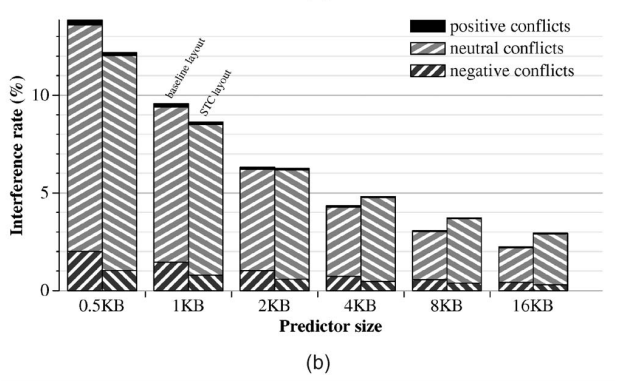 positive conflicts
neutral conflicts
negative conflicts
baseline layout
STC layout
Interference rate (%)
10
5
0
0.5KB 1KB 2KB 4KB 8KB 16KB
Predictor size
(b)